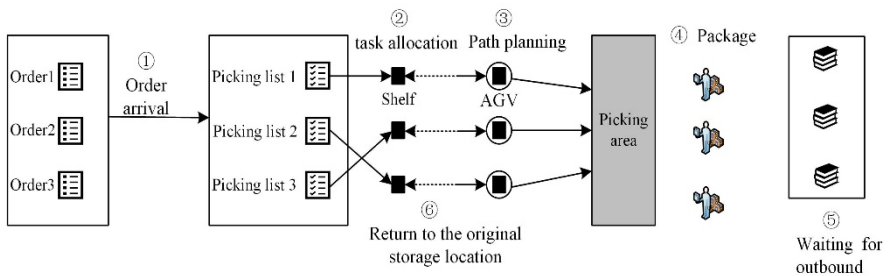 Order1
Order2
Order3
①
Order
arrival
Picking list 1
Picking list 2
Picking list 3
②
task allocation
Shelf
③
Path planning
AGV
⑥
Return to the original
storage location
Picking
area
④ Package
⑤
Waiting for
outbound